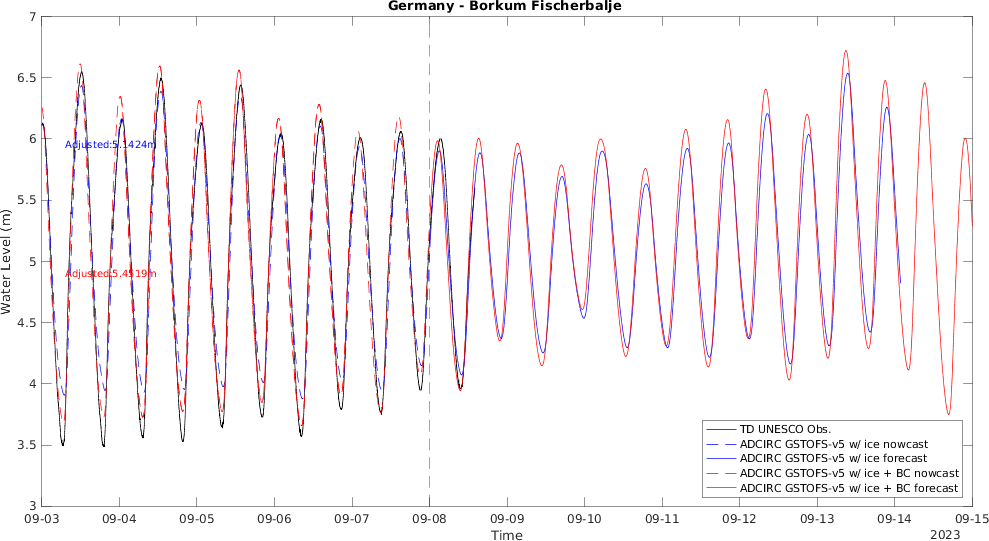 Germany - Borkum Fischerbalje
7
6.5
6
Adjusted:5.1424m
5.5
Water Level (m)
5
Adjusted:5.4519m
4.5
4
3.5
3
TD UNESCO Obs.
ADCIRC GSTOFS-v5 w/ ice nowcast
ADCIRC GSTOFS-v5 w/ ice forecast
ADCIRC GSTOFS-v5 w/ ice + BC nowcast
ADCIRC GSTOFS-v5 w/ ice + BC forecast
09-03 09-04 09-05 09-06 09-07 09-08 09-09 09-10 09-11 09-12 09-13 09-14 09-15
Time
2023